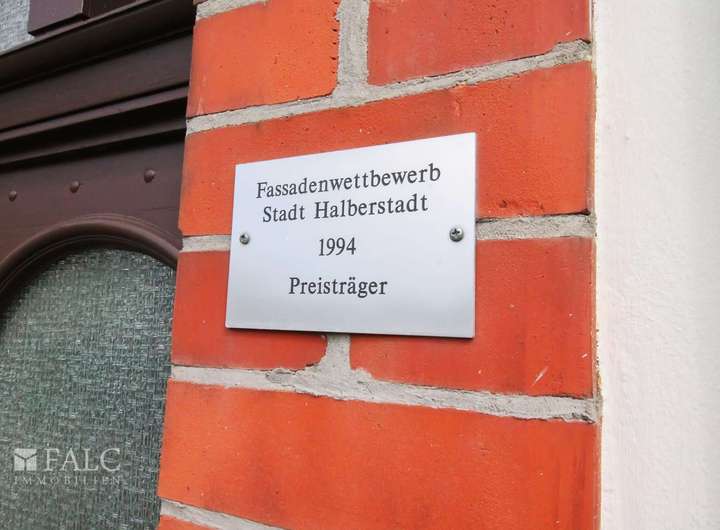 Fassadenwettbewerb
Stadt Halberstadt
1994
Preisträger
FALC
IMMOBILIEN